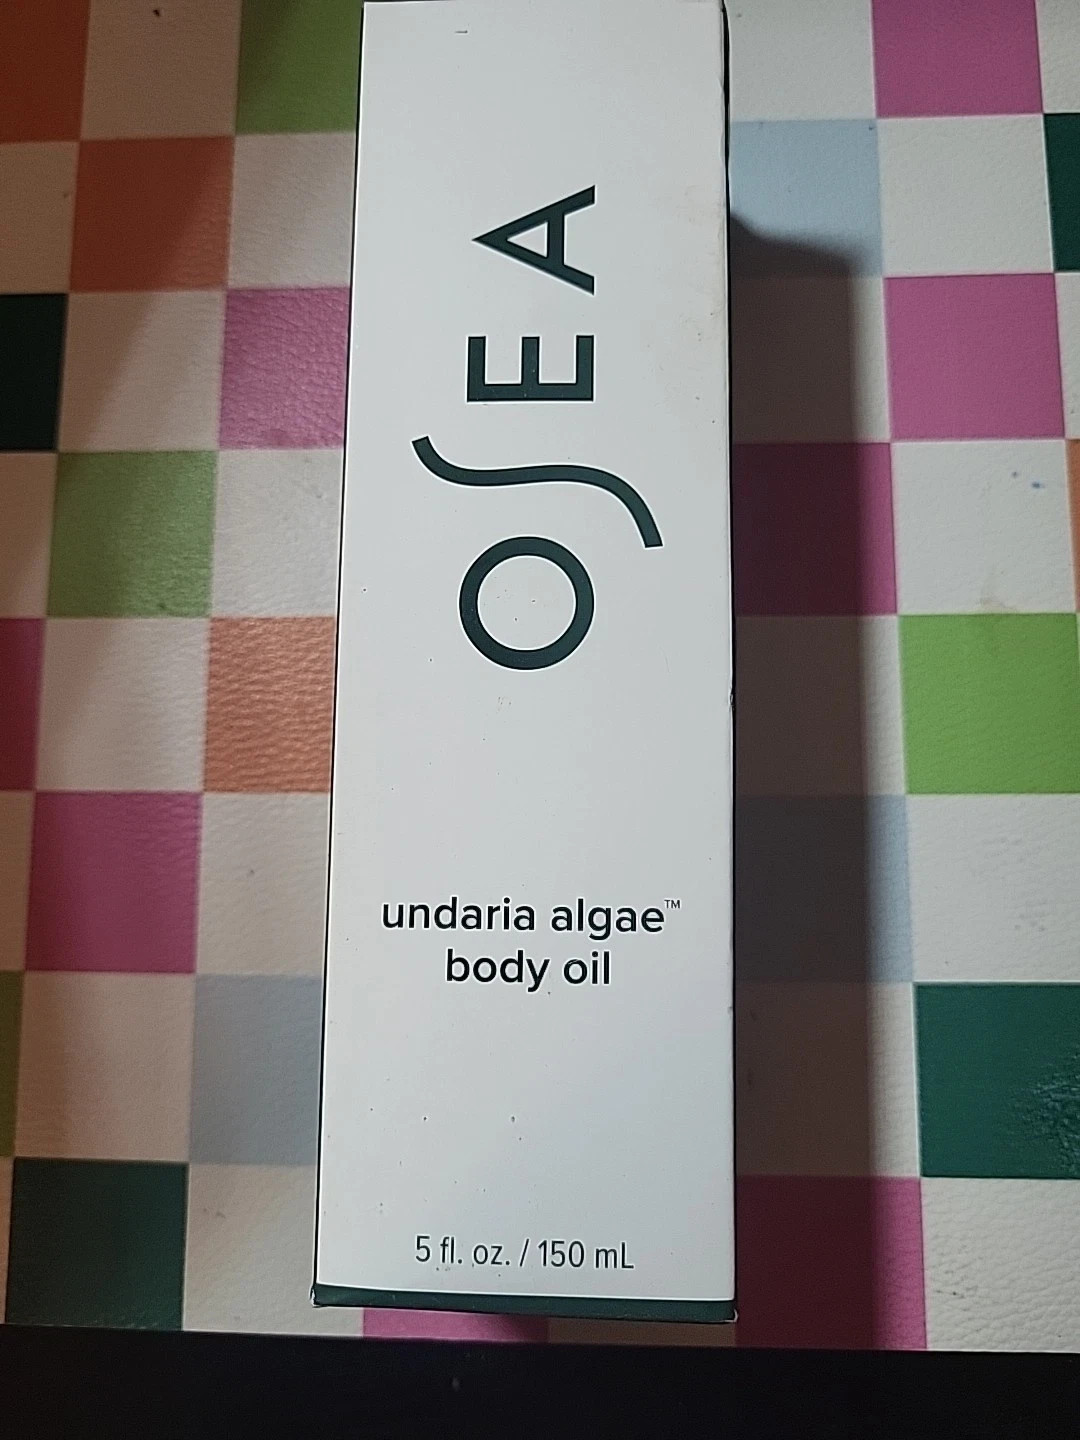 OSEA
undaria algae™
body oil
5 fl. oz. / 150 mL